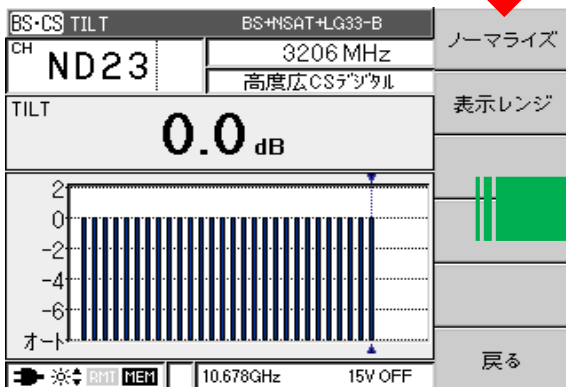 BS・CS TILT BS+NSAT+LG33-B
CH ND23
3206 MHz
高度広CSデジタル
TILT
0.0 dB
2
0
-2
-4
-6
オート
RMT MEM 10.678GHz 15V OFF
ノーマライズ
表示レンジ
戻る